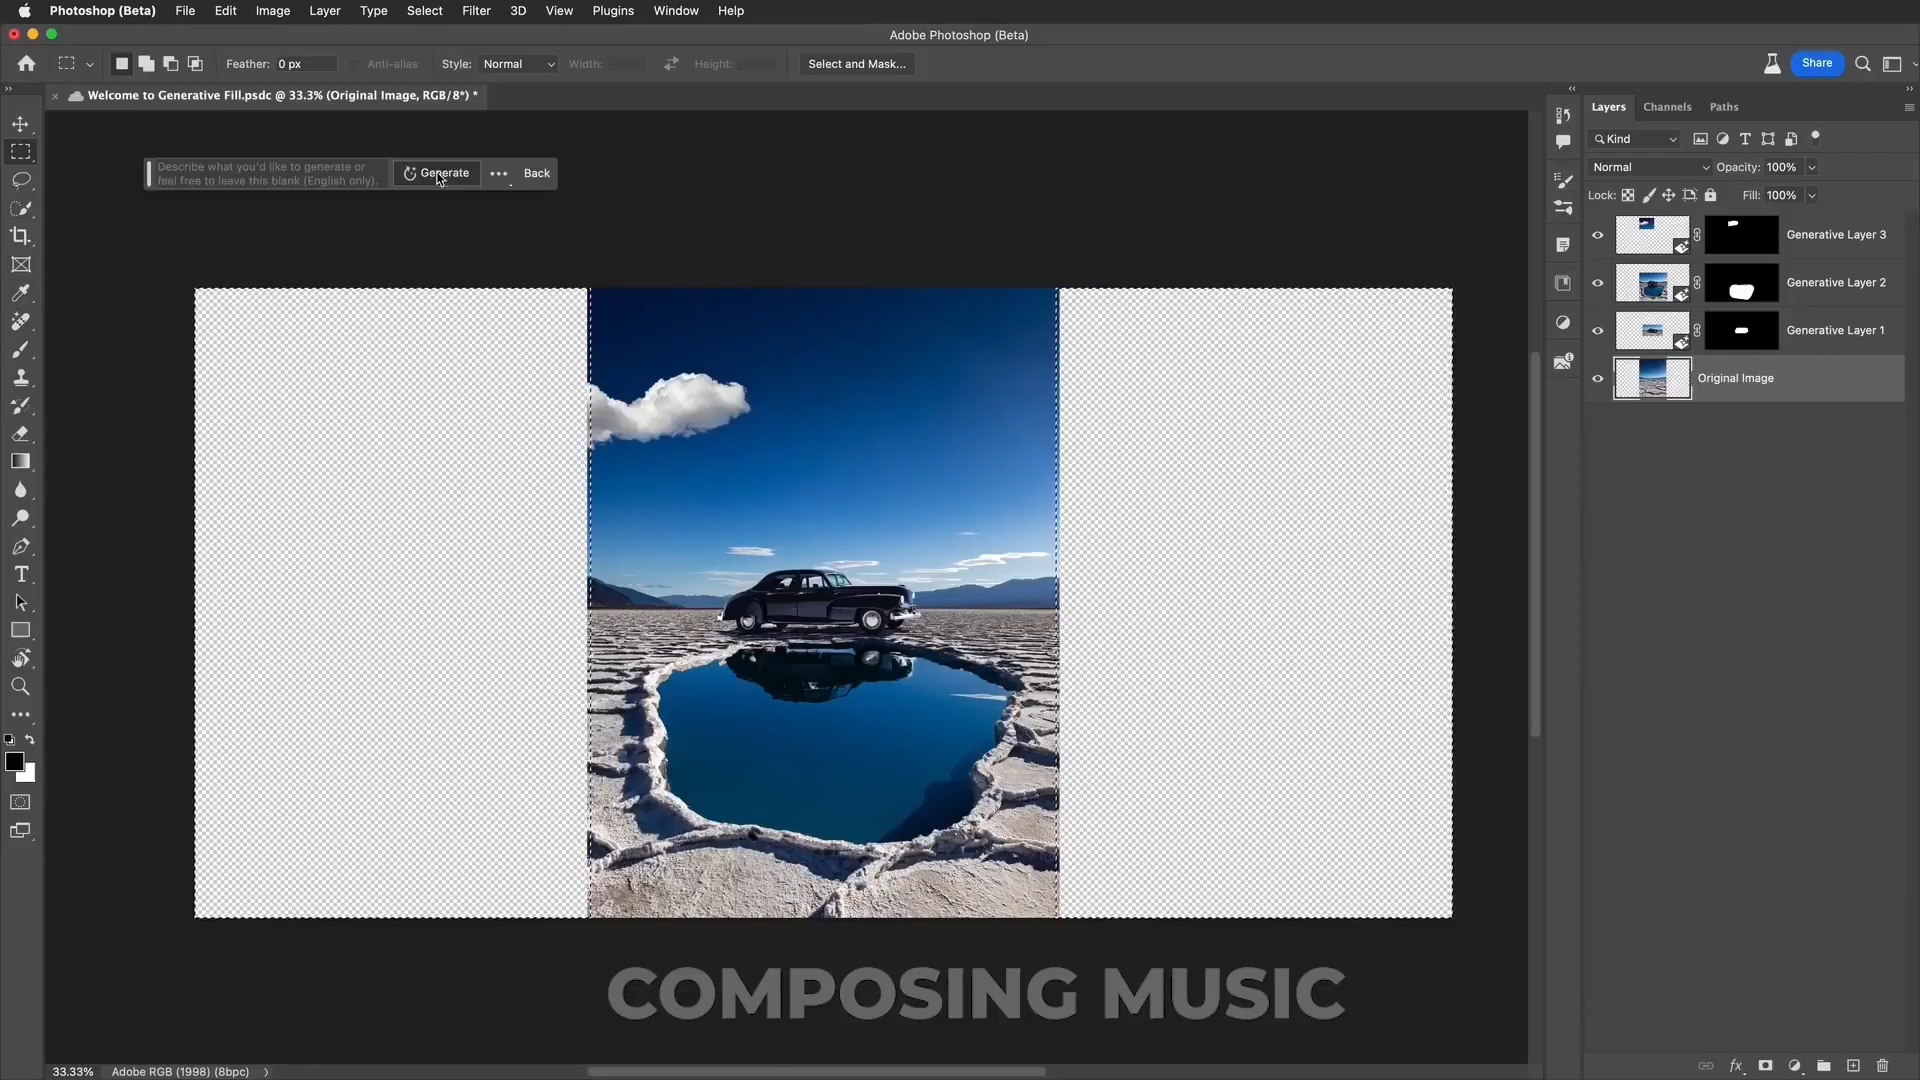 Photoshop (Beta) File Edit Image Layer Type Select Filter 3D View Plugins Window Help
Adobe Photoshop (Beta)
Feather: 0 px Anti-alias Style: Normal Width: Height: Select and Mask... Share
Welcome to Generative Fill.psdc @ 33.3% (Original Image, RGB/8*) *
Describe what you'd like to generate or
feel free to leave this blank (English only).
Generate
Back
Layers Channels Paths
Kind
Normal Opacity: 100%
Lock: Fill: 100%
Generative Layer 3
Generative Layer 2
Generative Layer 1
Original Image
COMPOSING MUSIC
33.33% Adobe RGB (1998) (8bpc)
fx